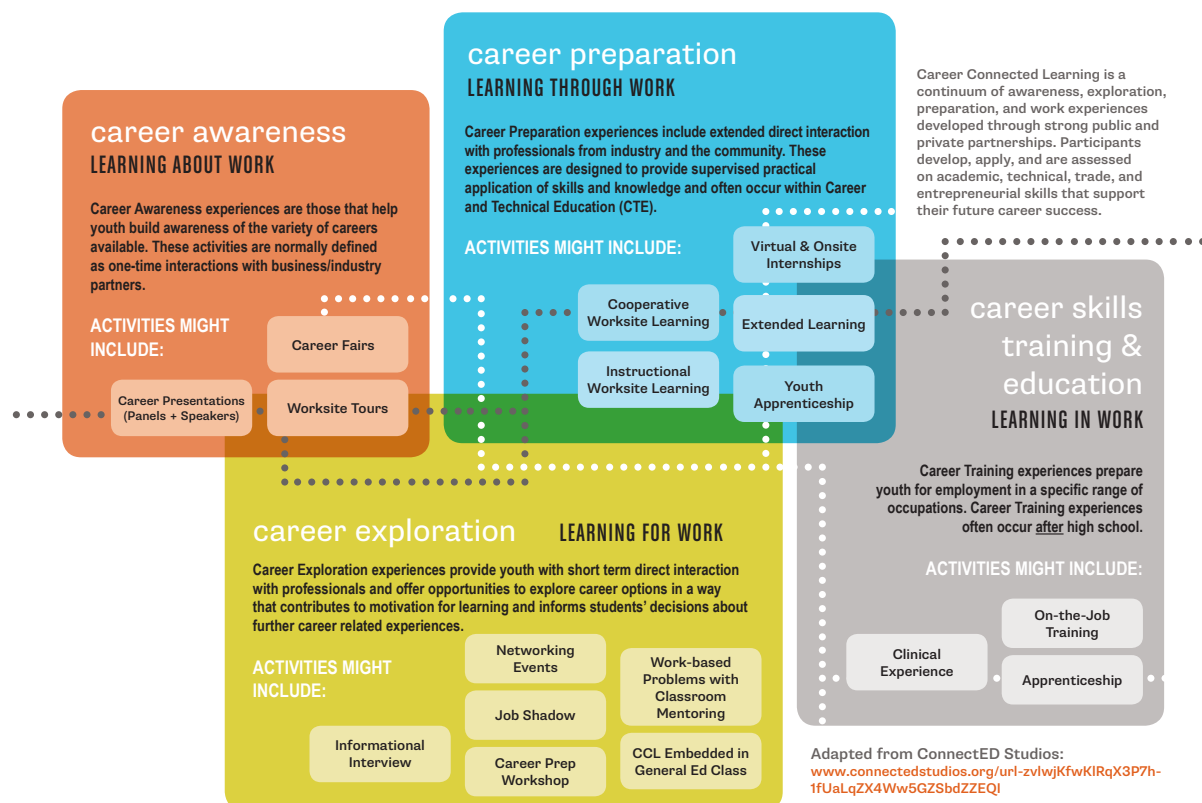 career awareness
LEARNING ABOUT WORK
Career Awareness experiences are those that help
youth build awareness of the variety of careers
available. These activities are normally defined
as one-time interactions with business/industry
partners.
ACTIVITIES MIGHT
INCLUDE:
Career Fairs
Career Presentations
(Panels + Speakers)
Worksite Tours
career preparation
LEARNING THROUGH WORK
Career Preparation experiences include extended direct interaction
with professionals from industry and the community. These
experiences are designed to provide supervised practical
application of skills and knowledge and often occur within Career
and Technical Education (CTE).
ACTIVITIES MIGHT INCLUDE:
Virtual & Onsite
Internships
Cooperative
Worksite Learning
Extended Learning
Instructional
Worksite Learning
Youth
Apprenticeship
Career Connected Learning is a
continuum of awareness, exploration,
preparation, and work experiences
developed through strong public and
private partnerships. Participants
develop, apply, and are assessed
on academic, technical, trade, and
entrepreneurial skills that support
their future career success.
career exploration
LEARNING FOR WORK
Career Exploration experiences provide youth with short term direct interaction
with professionals and offer opportunities to explore career options in a way
that contributes to motivation for learning and informs students’ decisions about
further career related experiences.
ACTIVITIES MIGHT
INCLUDE:
Networking
Events
Work-based
Problems with
Classroom
Mentoring
Job Shadow
Informational
Interview
Career Prep
Workshop
CCL Embedded in
General Ed Class
career skills
training &
education
LEARNING IN WORK
Career Training experiences prepare
youth for employment in a specific range of
occupations. Career Training experiences
often occur after high school.
ACTIVITIES MIGHT INCLUDE:
On-the-Job
Training
Clinical
Experience
Apprenticeship
Adapted from ConnectED Studios:
www.connectedstudios.org/url-zvlwjKfwKlRqX3P7h-
1fUaLqZX4Ww5GZSbdZZEQI